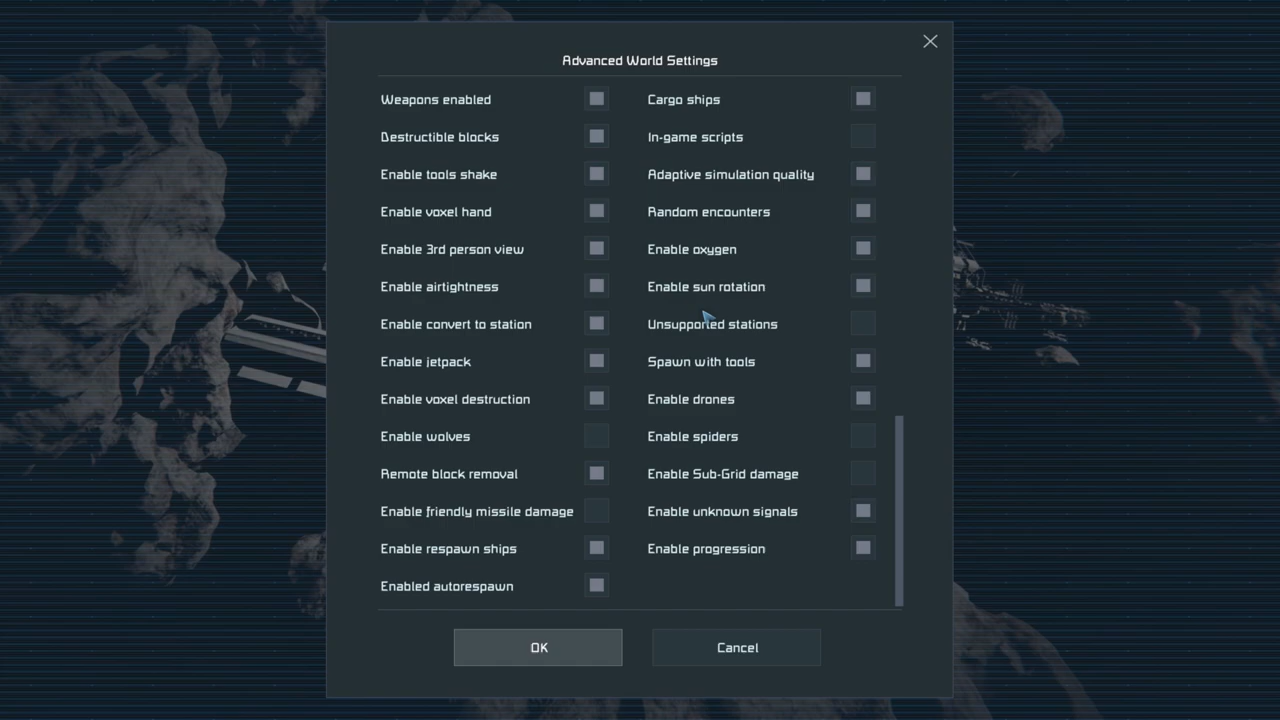 Advanced World Settings
Weapons enabled Cargo ships
Destructible blocks In-game scripts
Enable tools shake Adaptive simulation quality
Enable voxel hand Random encounters
Enable 3rd person view Enable oxygen
Enable airtightness Enable sun rotation
Enable convert to station Unsupported stations
Enable jetpack Spawn with tools
Enable voxel destruction Enable drones
Enable wolves Enable spiders
Remote block removal Enable Sub-Grid damage
Enable friendly missile damage Enable unknown signals
Enable respawn ships Enable progression
Enabled autorespawn
OK Cancel